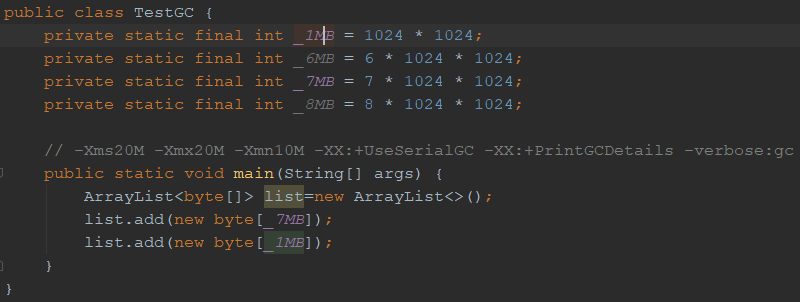 public class TestGC {
private static final int _1MB = 1024 * 1024;
private static final int _6MB = 6 * 1024 * 1024;
private static final int _7MB = 7 * 1024 * 1024;
private static final int _8MB = 8 * 1024 * 1024;
// -Xms20M -Xmx20M -Xmn10M -XX:+UseSerialGC -XX:+PrintGCDetails -verbose:gc
public static void main(String[] args) {
ArrayList<byte[]> list=new ArrayList<>();
list.add(new byte[_7MB]);
list.add(new byte[_1MB]);
}
}